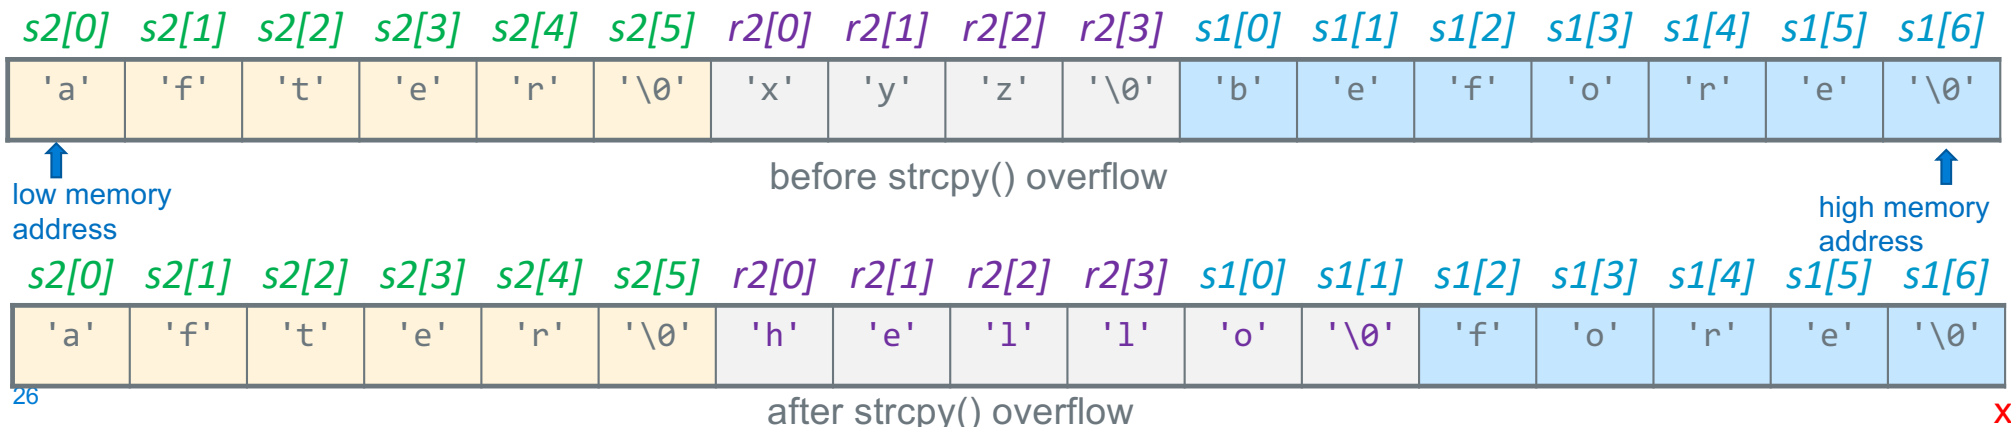 s2[0] s2[1] s2[2] s2[3] s2[4] s2[5] r2[0] r2[1] r2[2] r2[3] s1[0] s1[1] s1[2] s1[3] s1[4] s1[5] s1[6]
'a' 'f' 't' 'e' 'r' '\0' 'x' 'y' 'z' '\0' 'b' 'e' 'f' 'o' 'r' 'e' '\0'
before strcpy() overflow
low memory
address
high memory
address
s2[0] s2[1] s2[2] s2[3] s2[4] s2[5] r2[0] r2[1] r2[2] r2[3] s1[0] s1[1] s1[2] s1[3] s1[4] s1[5] s1[6]
'a' 'f' 't' 'e' 'r' '\0' 'h' 'e' 'l' 'l' 'o' '\0' 'f' 'o' 'r' 'e' '\0'
26
after strcpy() overflow
x